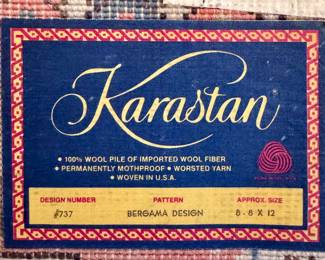 Karastan
• 100% WOOL PILE OF IMPORTED WOOL FIBER
• PERMANENTLY MOTHPROOF • WORSTED YARN
• WOVEN IN U.S.A.
DESIGN NUMBER PATTERN APPROX. SIZE
#737 BERGAMA DESIGN 8-8 X 12